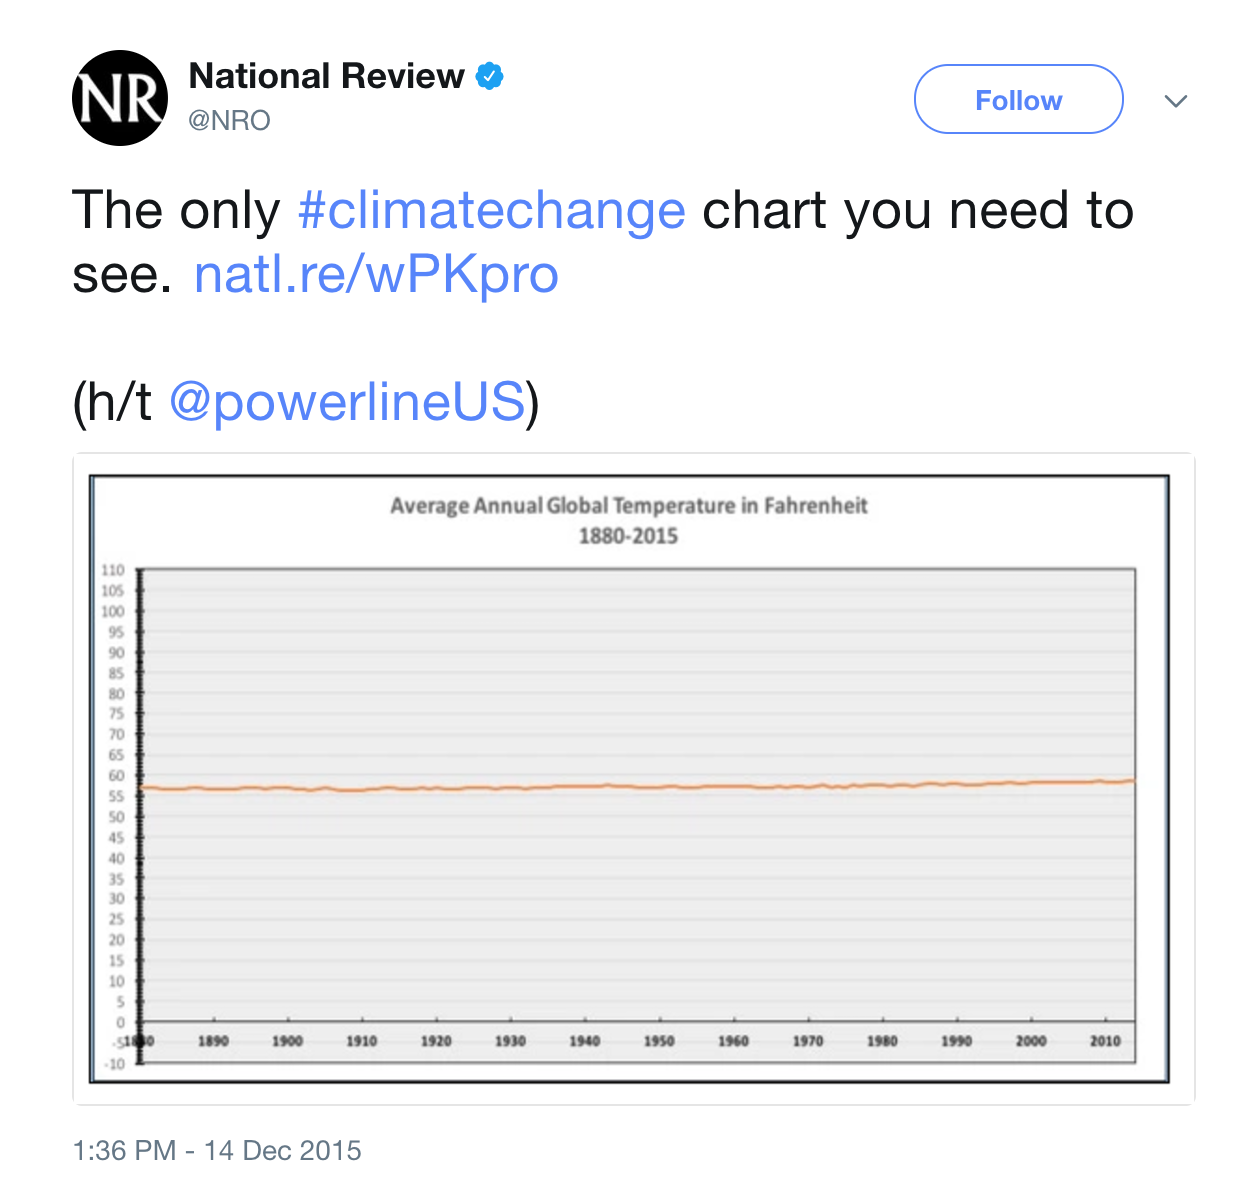 NR
National Review
@NRO
Follow
The only #climatechange chart you need to
see. natl.re/wPKpro
(h/t @powerlineUS)
Average Annual Global Temperature in Fahrenheit
1880-2015
110
105
100
95
90
85
80
75
70
65
60
55
50
45
40
35
30
25
20
15
10
5
0
-5
-10
1880 1890 1900 1910 1920 1930 1940 1950 1960 1970 1980 1990 2000 2010
1:36 PM - 14 Dec 2015